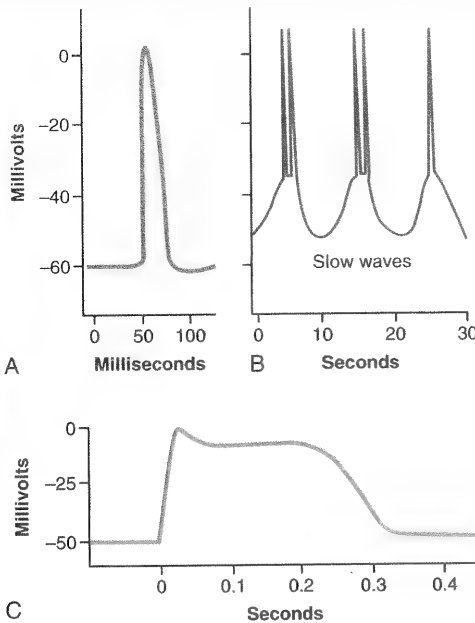 0
−20
−40
−60
Millivolts
0 50 100
Milliseconds
A
Slow waves
0 10 20 30
Seconds
B
0
−25
−50
Millivolts
0 0.1 0.2 0.3 0.4
Seconds
C